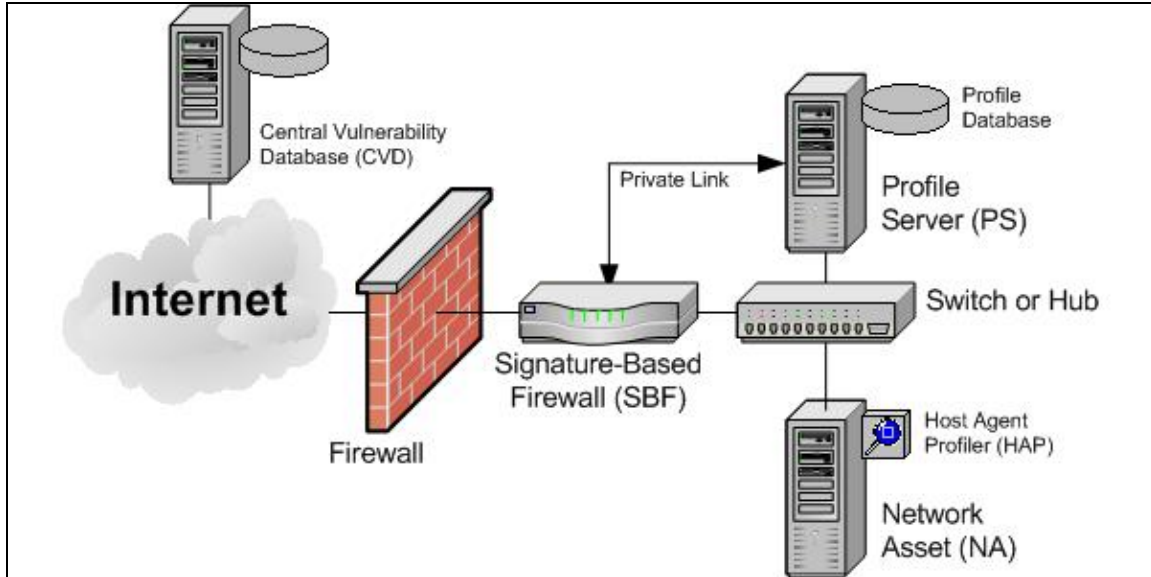 Central Vulnerability
Database (CVD)
Profile
Database
Private Link
Profile
Server (PS)
Internet
Switch or Hub
Signature-Based
Firewall (SBF)
Firewall
Host Agent
Profiler (HAP)
Network
Asset (NA)